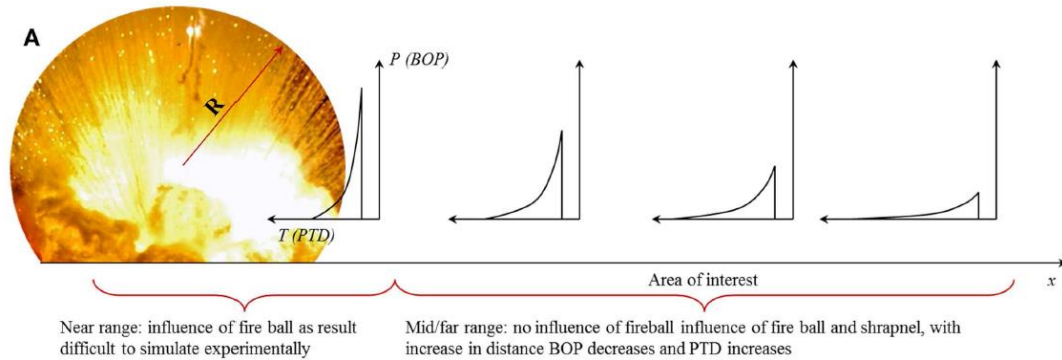 A
P (BOP)
R
T (PTD)
Area of interest
x
Near range: influence of fire ball as result
difficult to simulate experimentally
Mid/far range: no influence of fireball influence of fire ball and shrapnel, with
increase in distance BOP decreases and PTD increases